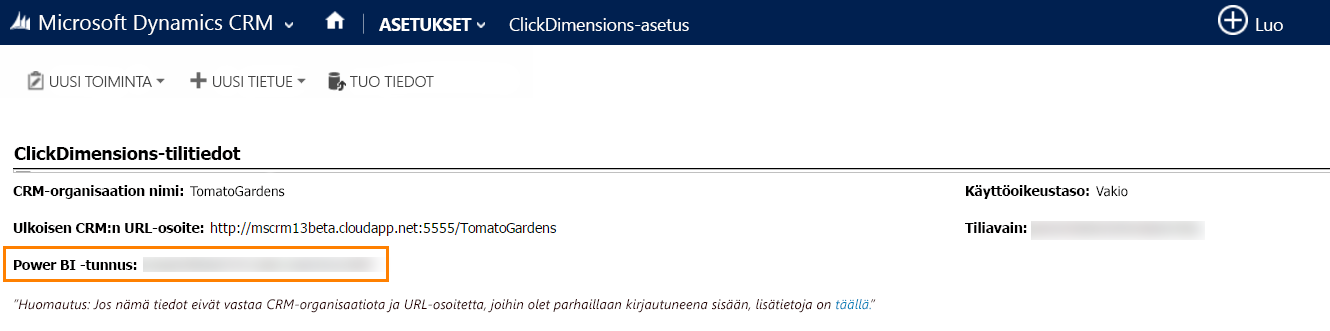 Microsoft Dynamics CRM ASETUKSET ClickDimensions-asetus Luo
UUSI TOIMINTA UUSI TIETUE TUO TIEDOT
ClickDimensions-tilitiedot
CRM-organisaation nimi: TomatoGardens Käyttöoikeustaso: Vakio
Ulkoisen CRM:n URL-osoite: http://mscrm13beta.cloudapp.net:5555/TomatoGardens Tiliavain:
Power BI -tunnus:
"Huomautus: Jos nämä tiedot eivät vastaa CRM-organisaatiota ja URL-osoitetta, joihin olet parhaillaan kirjautuneena sisään, lisätietoja on täällä."